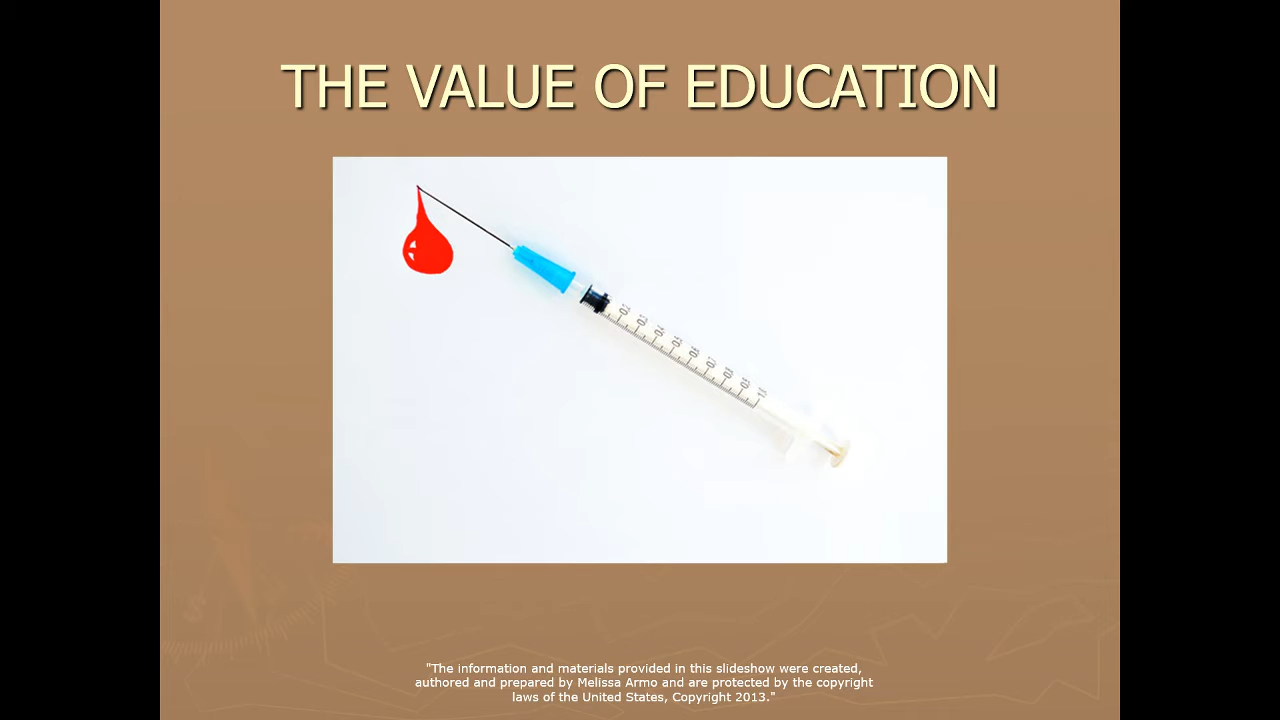 THE VALUE OF EDUCATION
"The information and materials provided in this slideshow were created,
authored and prepared by Melissa Armo and are protected by the copyright
laws of the United States, Copyright 2013."